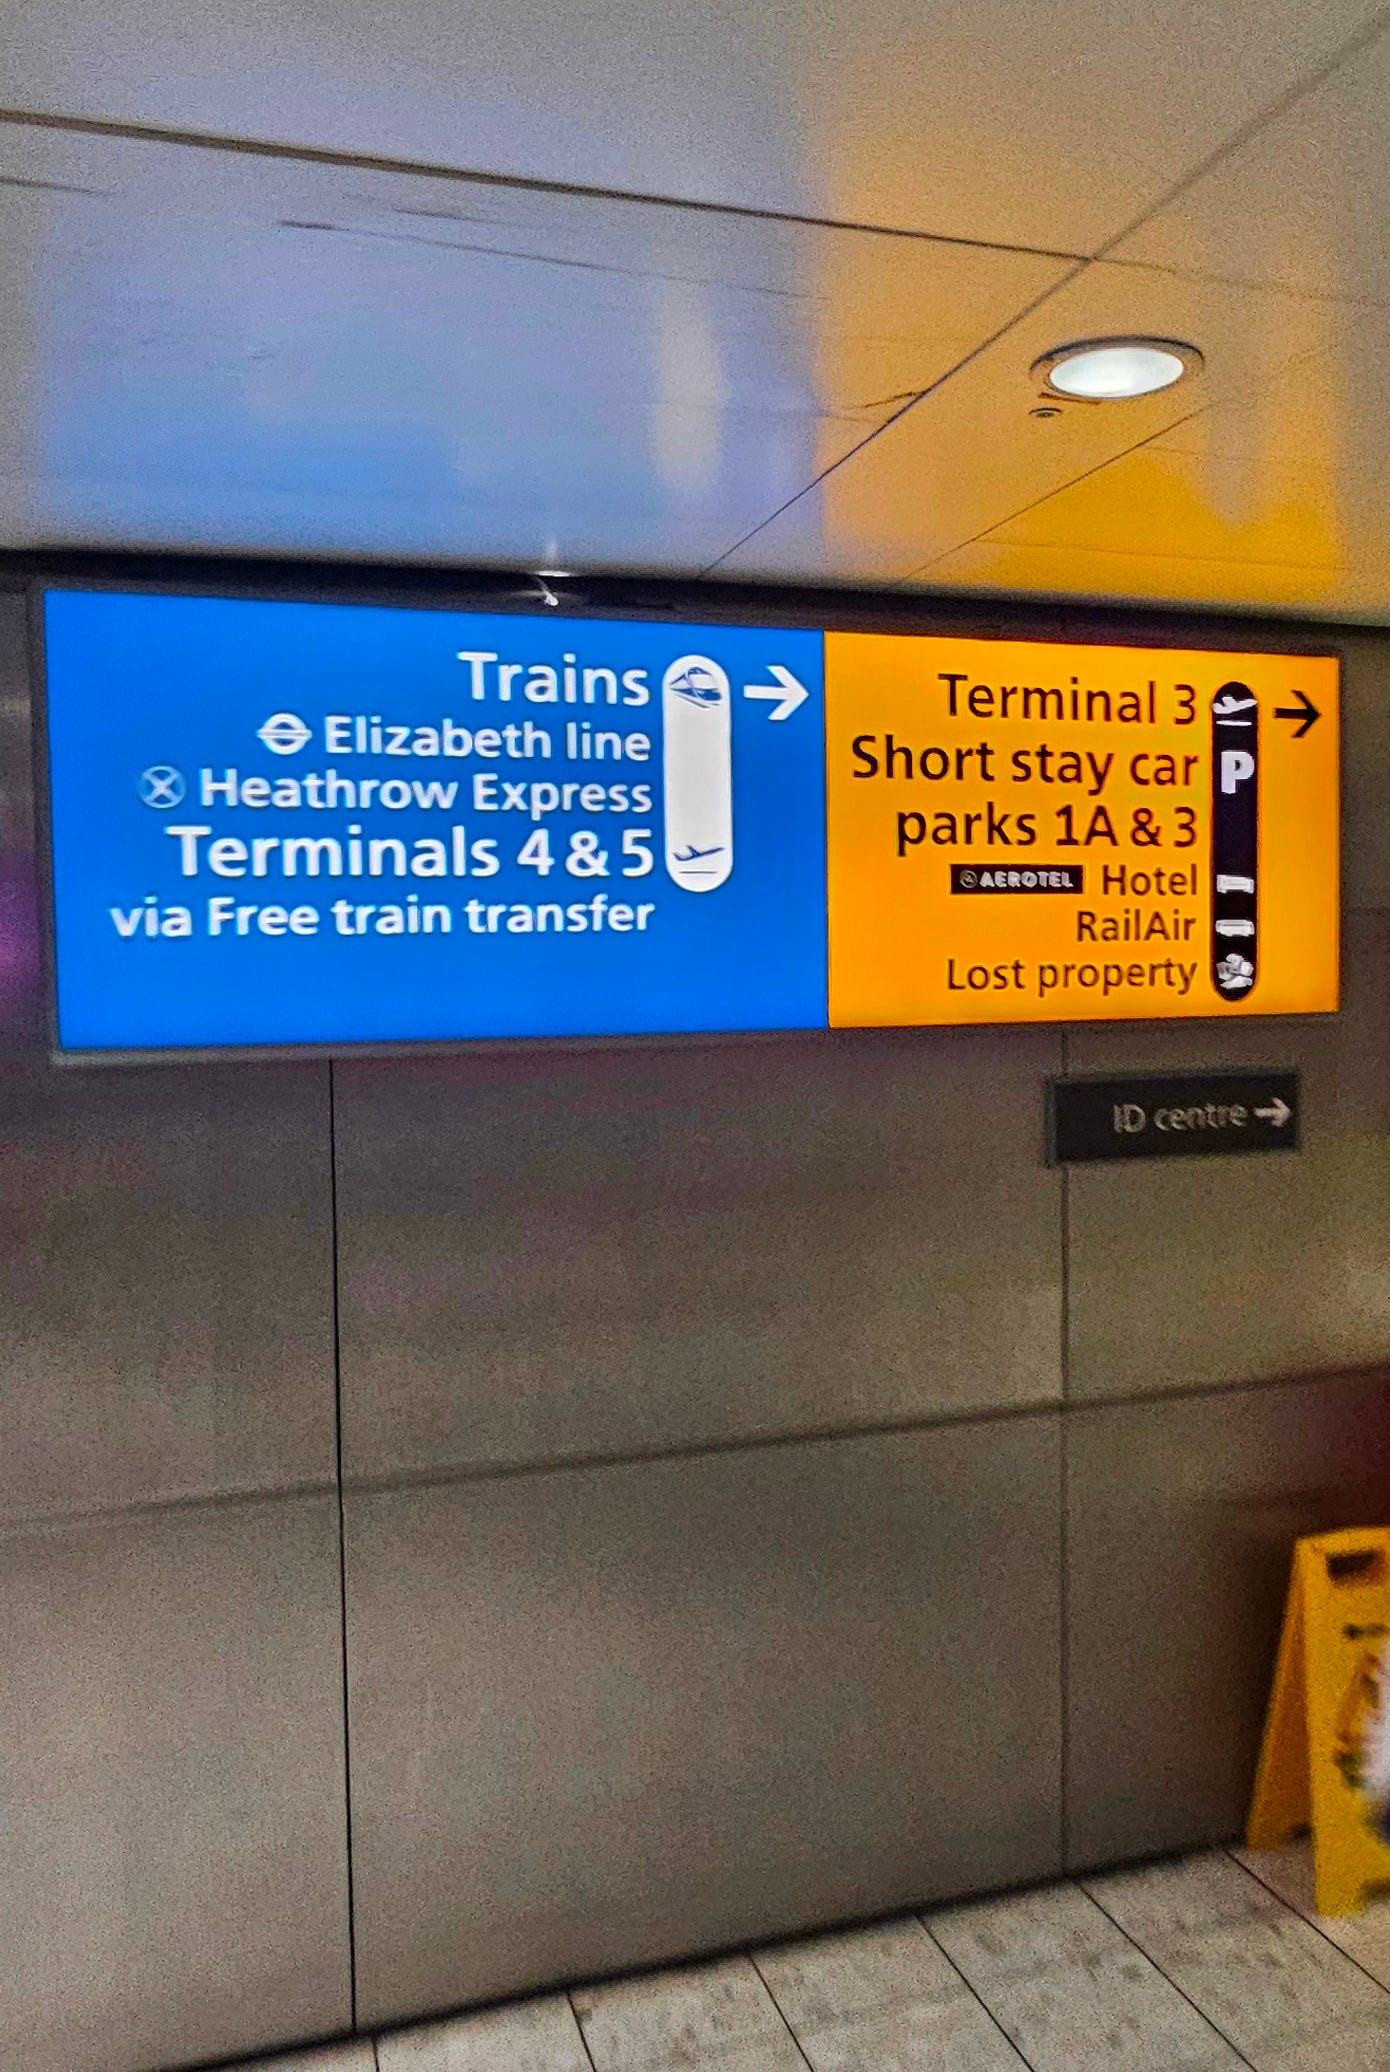 Trains
Elizabeth line
Heathrow Express
Terminals 4 & 5
via Free train transfer
Terminal 3
Short stay car
parks 1A & 3
AEROTEL Hotel
RailAir
Lost property
P
ID centre